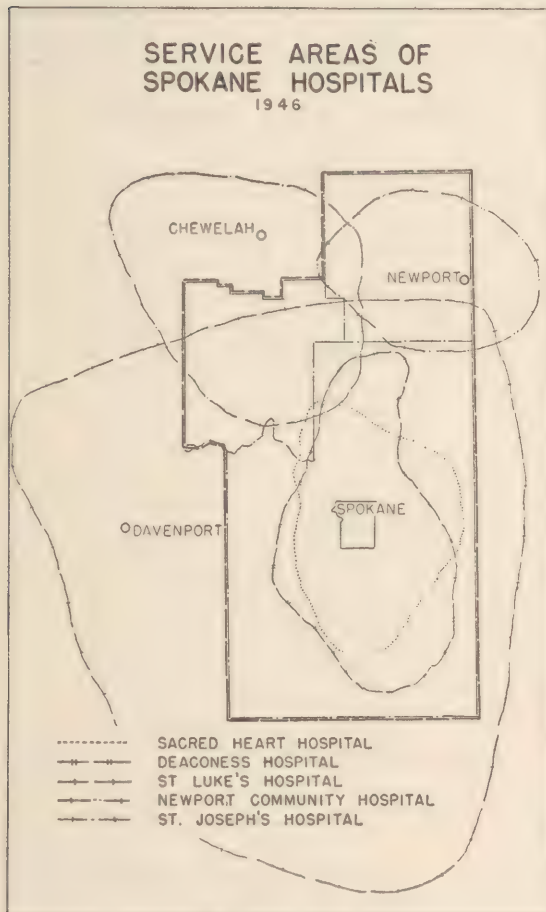 SERVICE AREAS OF
SPOKANE HOSPITALS
1946
CHEWELAH
NEWPORT
SPOKANE
DAVENPORT
SACRED HEART HOSPITAL
DEACONESS HOSPITAL
ST LUKE'S HOSPITAL
NEWPORT COMMUNITY HOSPITAL
ST. JOSEPH'S HOSPITAL